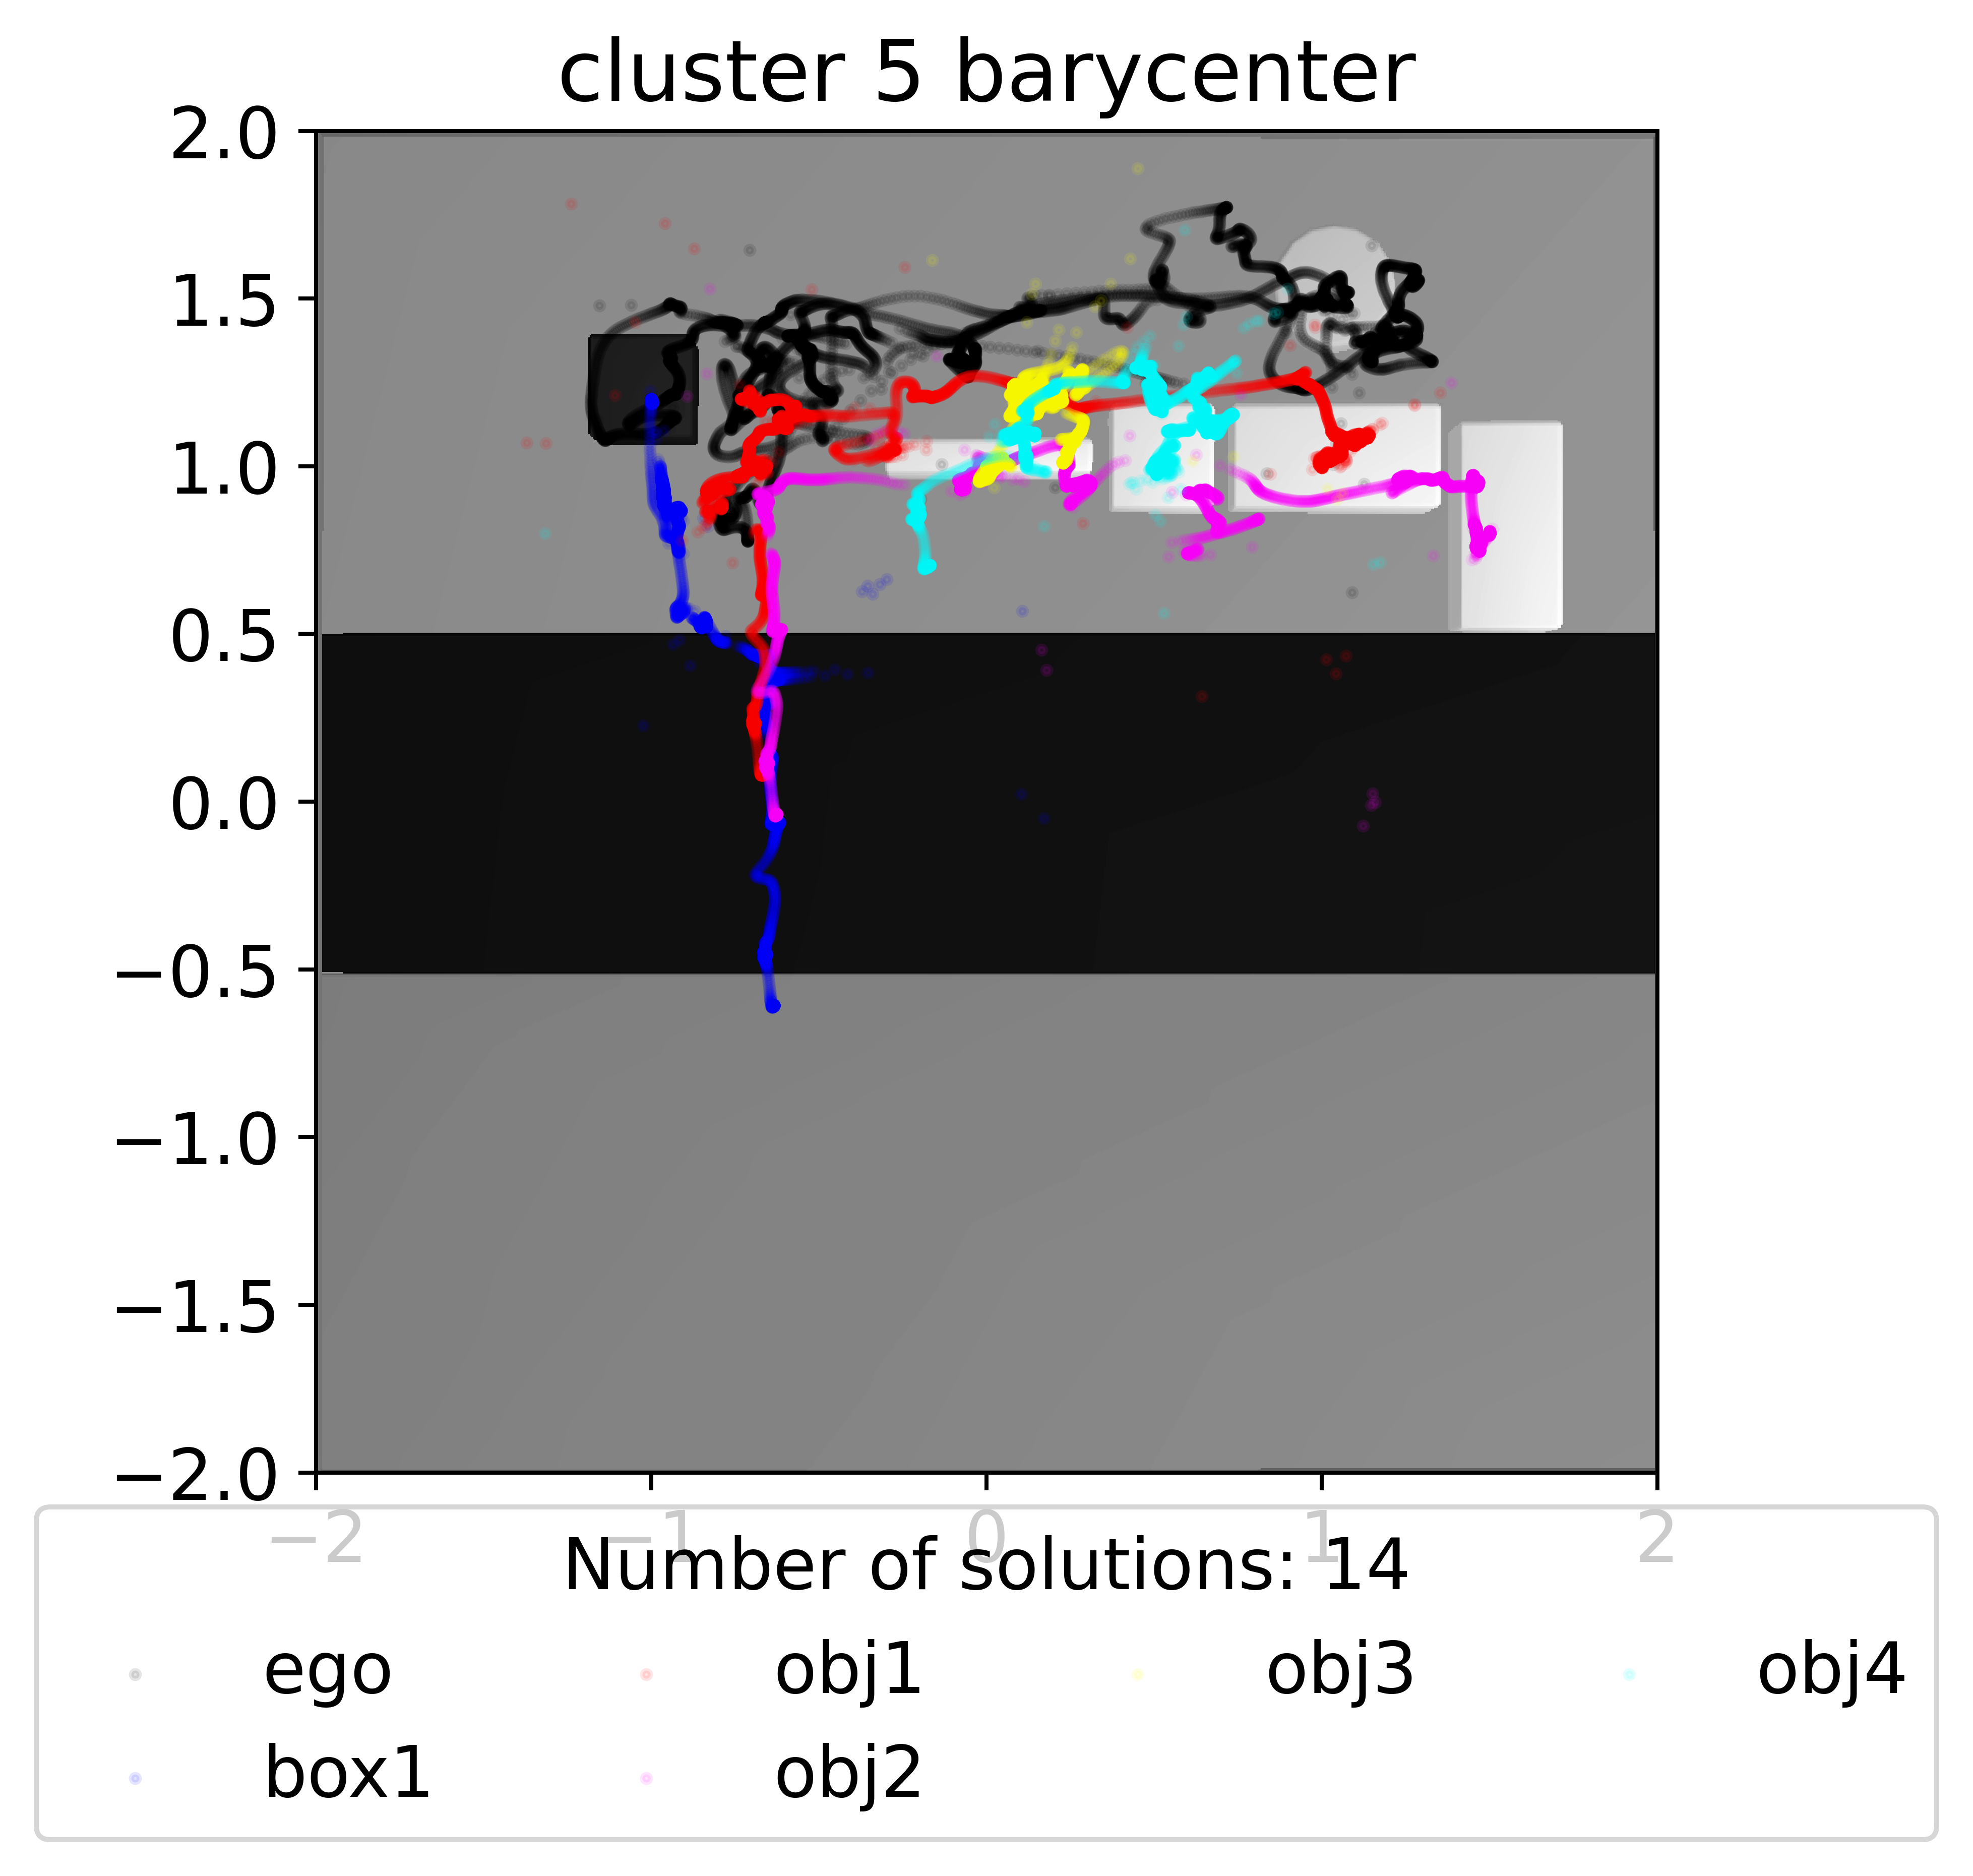 cluster 5 barycenter
2.0
1.5
1.0
0.5
0.0
−0.5
−1.0
−1.5
−2.0
−2 −1 0 1 2
Number of solutions: 14
ego obj1 obj3 obj4
box1 obj2